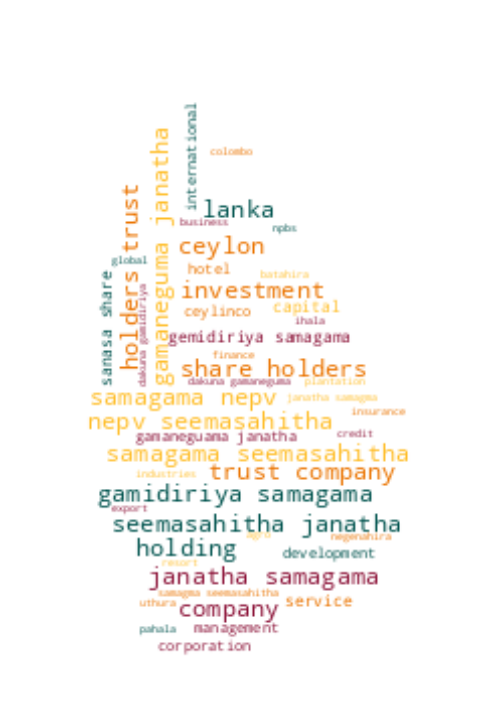 international
colombo
gamaneguma janatha
holders trust
lanka
business
npbs
ceylon
global
hotel
batahira
sanasa share
dakuna gamidiriya
investment
ceylinco
capital
ihala
gemidiriya samagama
finance
share holders
dakuna gamaneguma
plantation
samagama nepv
janatha samagma
insurance
nepv seemasahitha
gamaneguama janatha
credit
samagama seemasahitha
industries
trust company
gamidiriya samagama
export
seemasahitha janatha
agro
negenahira
holding
development
resort
janatha samagama
samagma seemasahitha
uthura
company
service
pahala
management
corporation